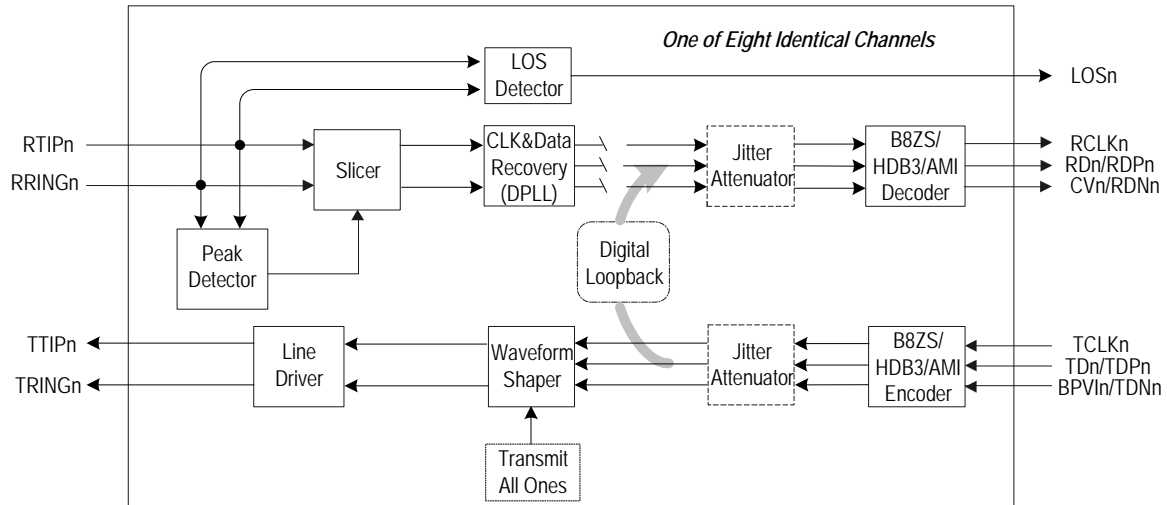 One of Eight Identical Channels
LOS
Detector
LOSn
RTIPn
RRINGn
Slicer
CLK&Data
Recovery
(DPLL)
Jitter
Attenuator
B8ZS/
HDB3/AMI
Decoder
RCLKn
RDn/RDPn
CVn/RDNn
Peak
Detector
Digital
Loopback
TTIPn
TRINGn
Line
Driver
Waveform
Shaper
Jitter
Attenuator
B8ZS/
HDB3/AMI
Encoder
TCLKn
TDn/TDPn
BPVIn/TDNn
Transmit
All Ones